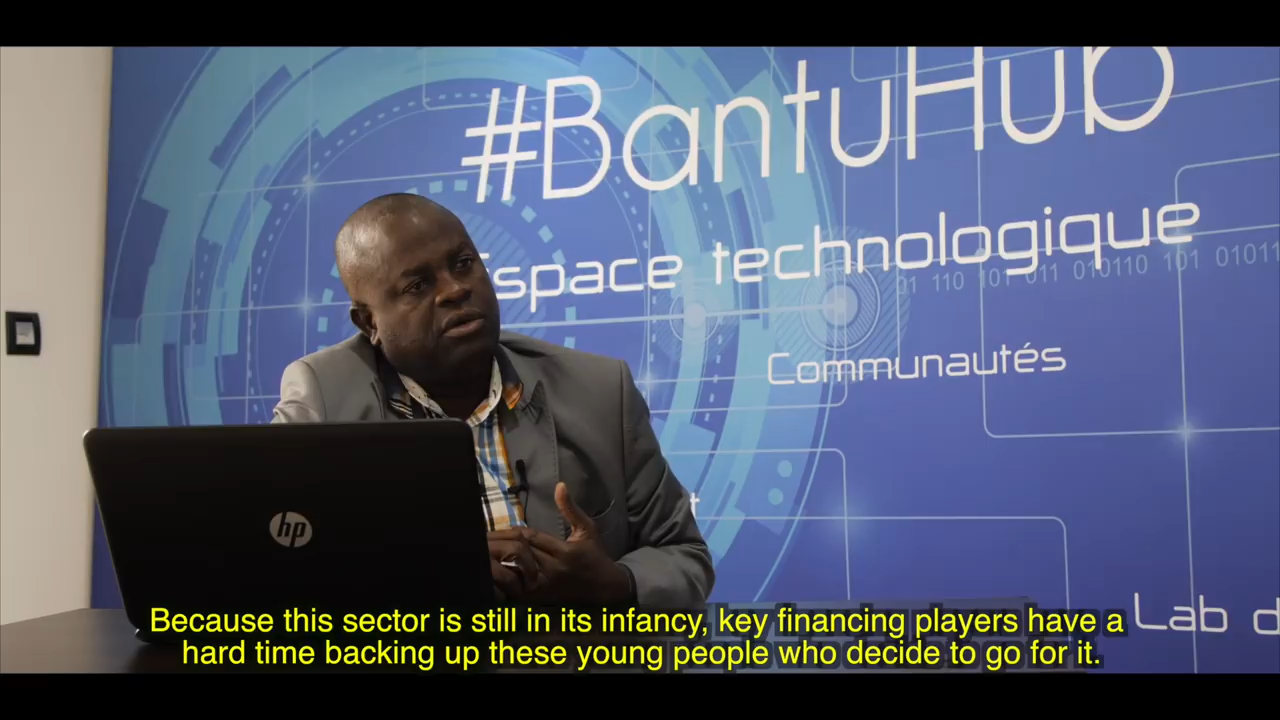 #BantuHub
Espace technologique
01 110 101 011 010110 101 01011
Communautés
hp
Lab d
Because this sector is still in its infancy, key financing players have a
hard time backing up these young people who decide to go for it.